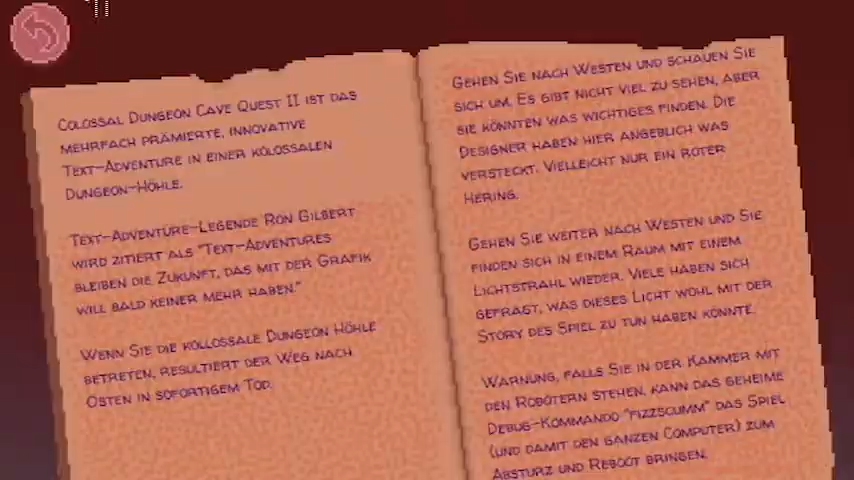 Colossal Dungeon Cave Quest II ist das
mehrfach prämierte, innovative
Text-Adventure in einer kolossalen
Dungeon-Höhle.
Text-Adventure-Legende Ron Gilbert
wird zitiert als "Text-Adventures
bleiben die Zukunft, das mit der Grafik
will bald keiner mehr haben."
Wenn Sie die kollossale Dungeon Höhle
betreten, resultiert der Weg nach
Osten in sofortigem Tod.
Gehen Sie nach Westen und schauen Sie
sich um. Es gibt nicht viel zu sehen, aber
sie könnten was wichtiges finden. Die
Designer haben hier angeblich was
versteckt. Vielleicht nur ein roter
Hering.
Gehen Sie weiter nach Westen und Sie
finden sich in einem Raum mit einem
Lichtstrahl wieder. Viele haben sich
gefragt, was dieses Licht wohl mit der
Story des Spiel zu tun haben könnte.
Warnung, falls Sie in der Kammer mit
den Robotern stehen, kann das geheime
Debug-Kommando "fizzscumm" das Spiel
(und damit den ganzen Computer) zum
Absturz und Reboot bringen.